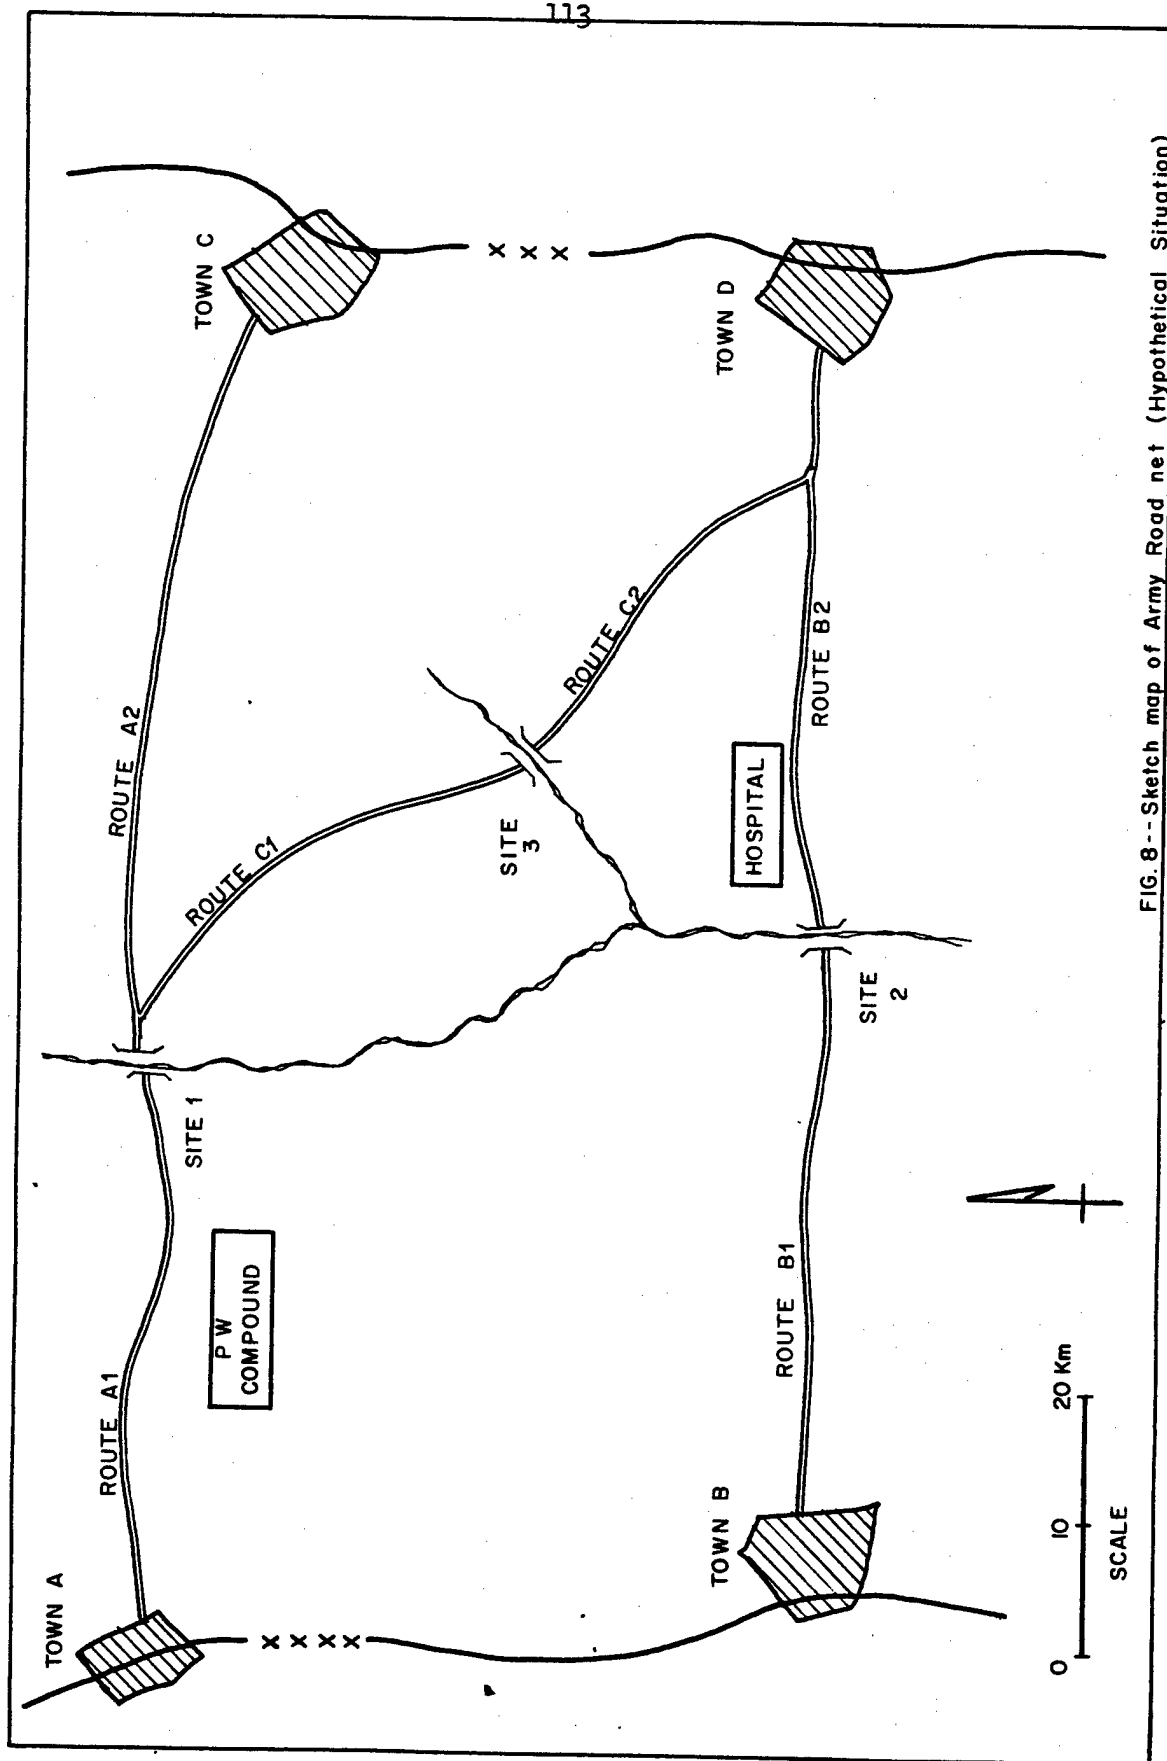 113
TOWN A
ROUTE A1
PW
COMPOUND
SITE 1
ROUTE A2
TOWN C
ROUTE C1
SITE
3
ROUTE C2
TOWN B
ROUTE B1
SITE
2
HOSPITAL
ROUTE B2
TOWN D
x x x x
x x x
0 10 20 Km
SCALE
FIG. 8--Sketch map of Army Road net (Hypothetical Situation)